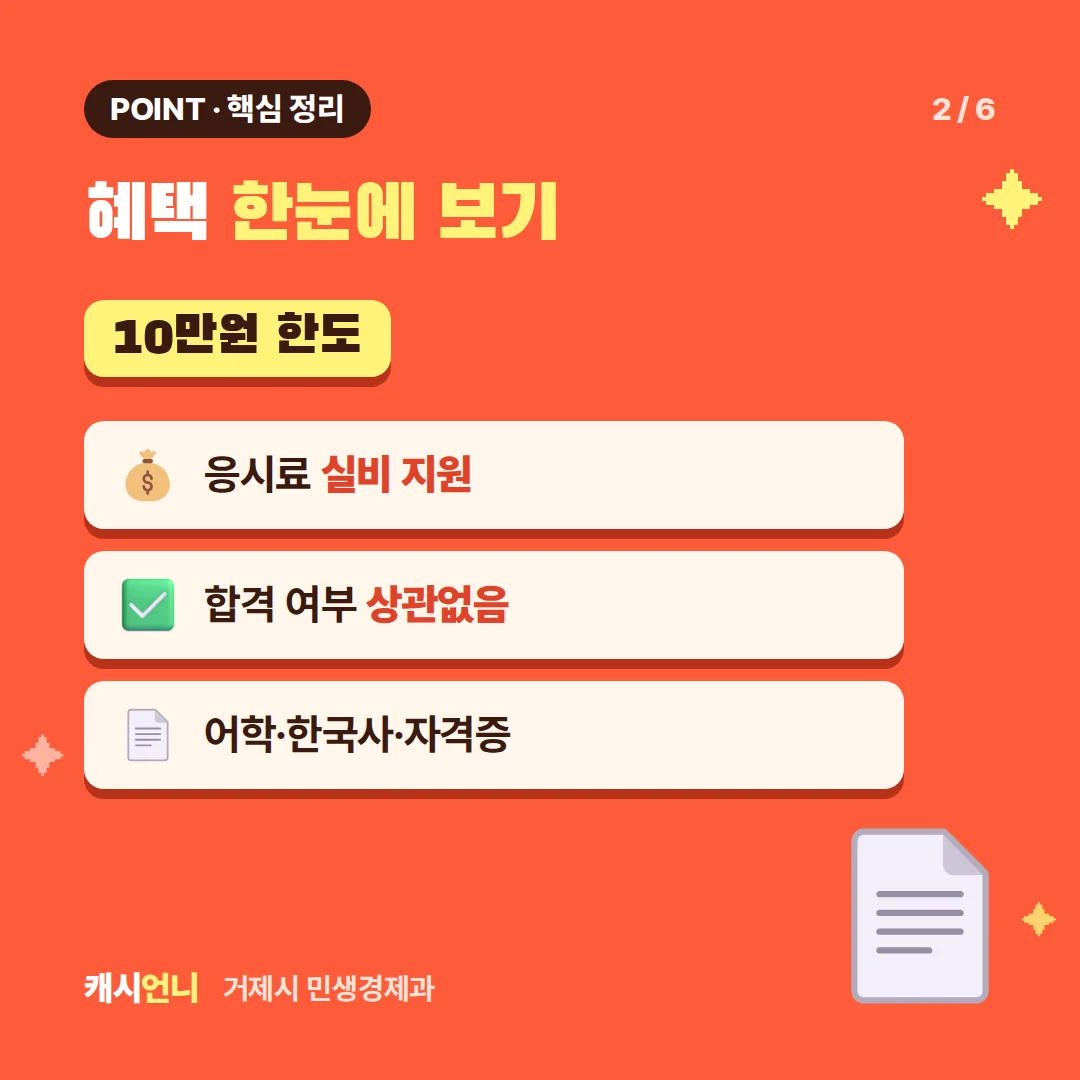 POINT · 핵심 정리
2 / 6
혜택 한눈에 보기
10만원 한도
응시료 실비 지원
합격 여부 상관없음
어학·한국사·자격증
캐시언니 거제시 민생경제과